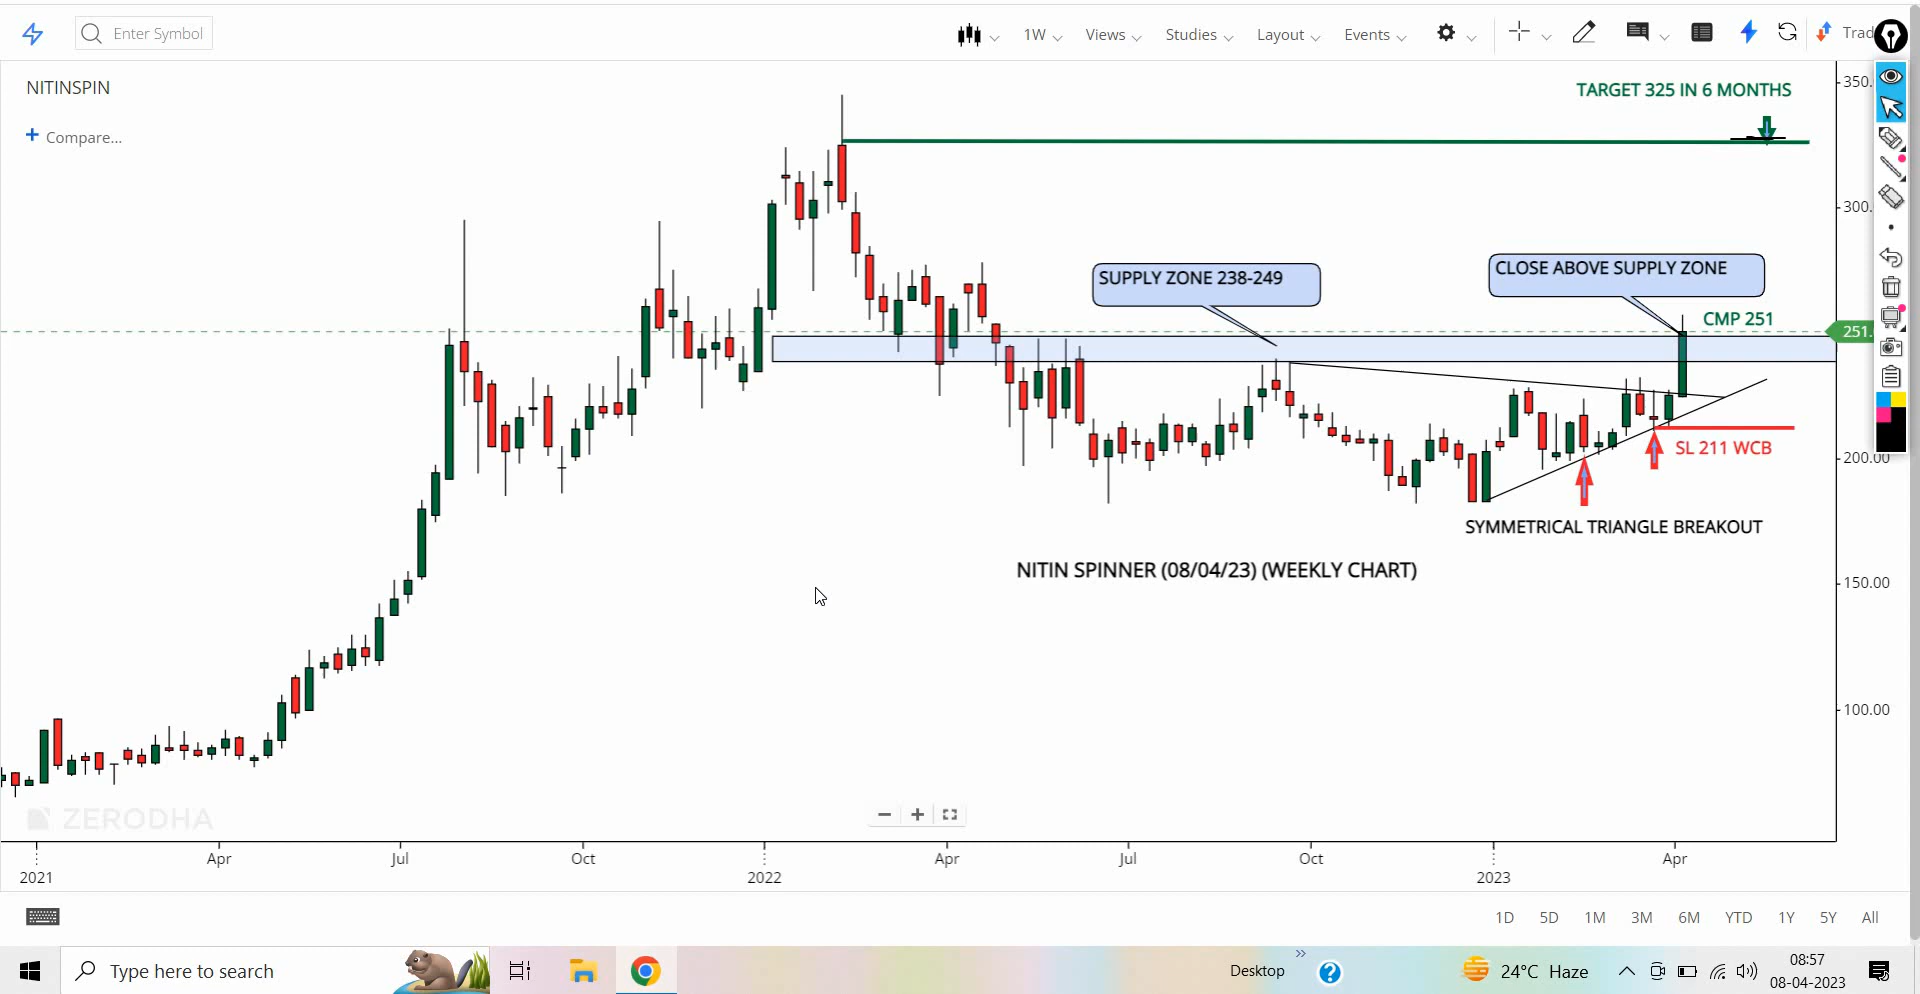 Enter Symbol
1W
Views
Studies
Layout
Events
Trad
NITINSPIN
+ Compare...
TARGET 325 IN 6 MONTHS
350.
300.
SUPPLY ZONE 238-249
CLOSE ABOVE SUPPLY ZONE
CMP 251
251.
SL 211 WCB
200.00
SYMMETRICAL TRIANGLE BREAKOUT
NITIN SPINNER (08/04/23) (WEEKLY CHART)
150.00
100.00
ZERODHA
Apr Jul Oct Apr Jul Oct Apr
2021 2022 2023
1D 5D 1M 3M 6M YTD 1Y 5Y All
Type here to search
Desktop
24°C Haze
08:57
08-04-2023